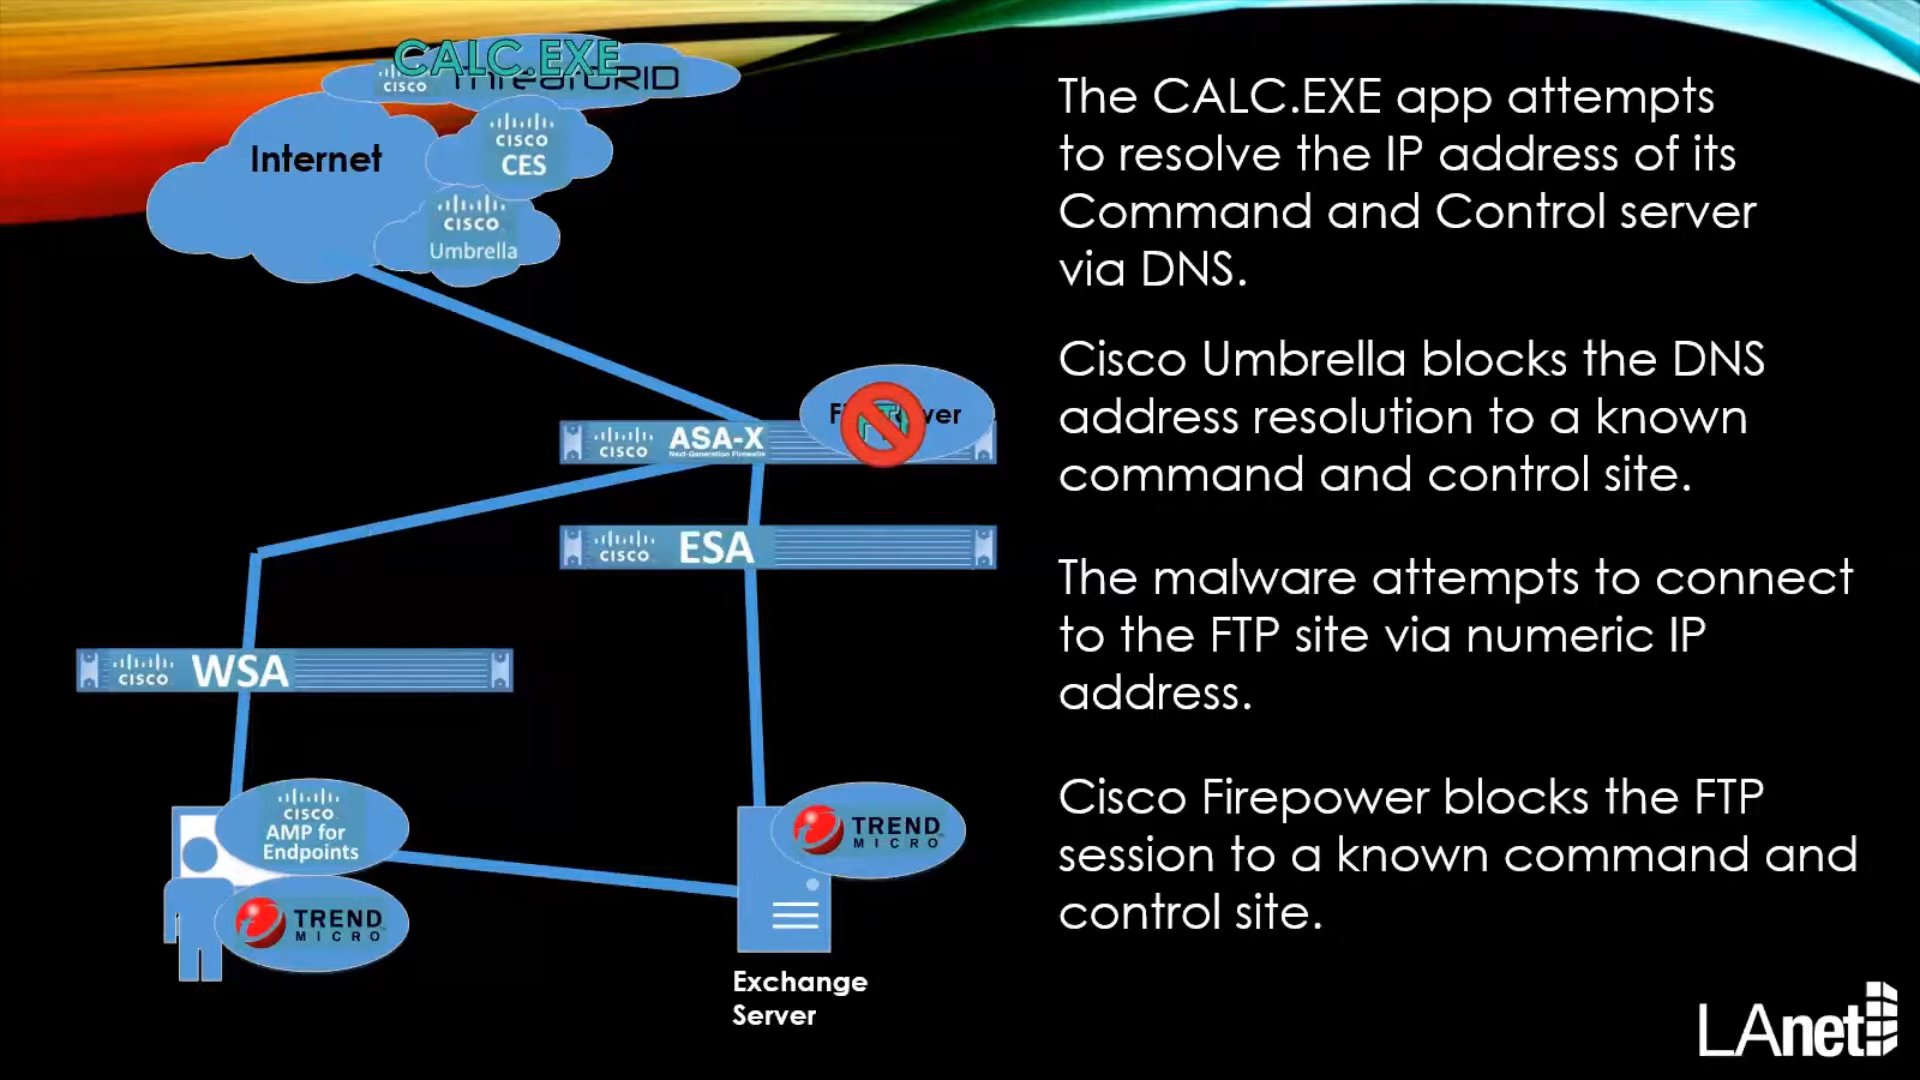 CALC.EXE
CISCO ThreatGRID
Internet
CISCO
CES
CISCO
Umbrella
CISCO ASA-X
Next-Generation Firewalls
CISCO ESA
CISCO WSA
CISCO
AMP for
Endpoints
TREND
MICRO
TREND
MICRO
Exchange
Server
The CALC.EXE app attempts
to resolve the IP address of its
Command and Control server
via DNS.
Cisco Umbrella blocks the DNS
address resolution to a known
command and control site.
The malware attempts to connect
to the FTP site via numeric IP
address.
Cisco Firepower blocks the FTP
session to a known command and
control site.
LAnet